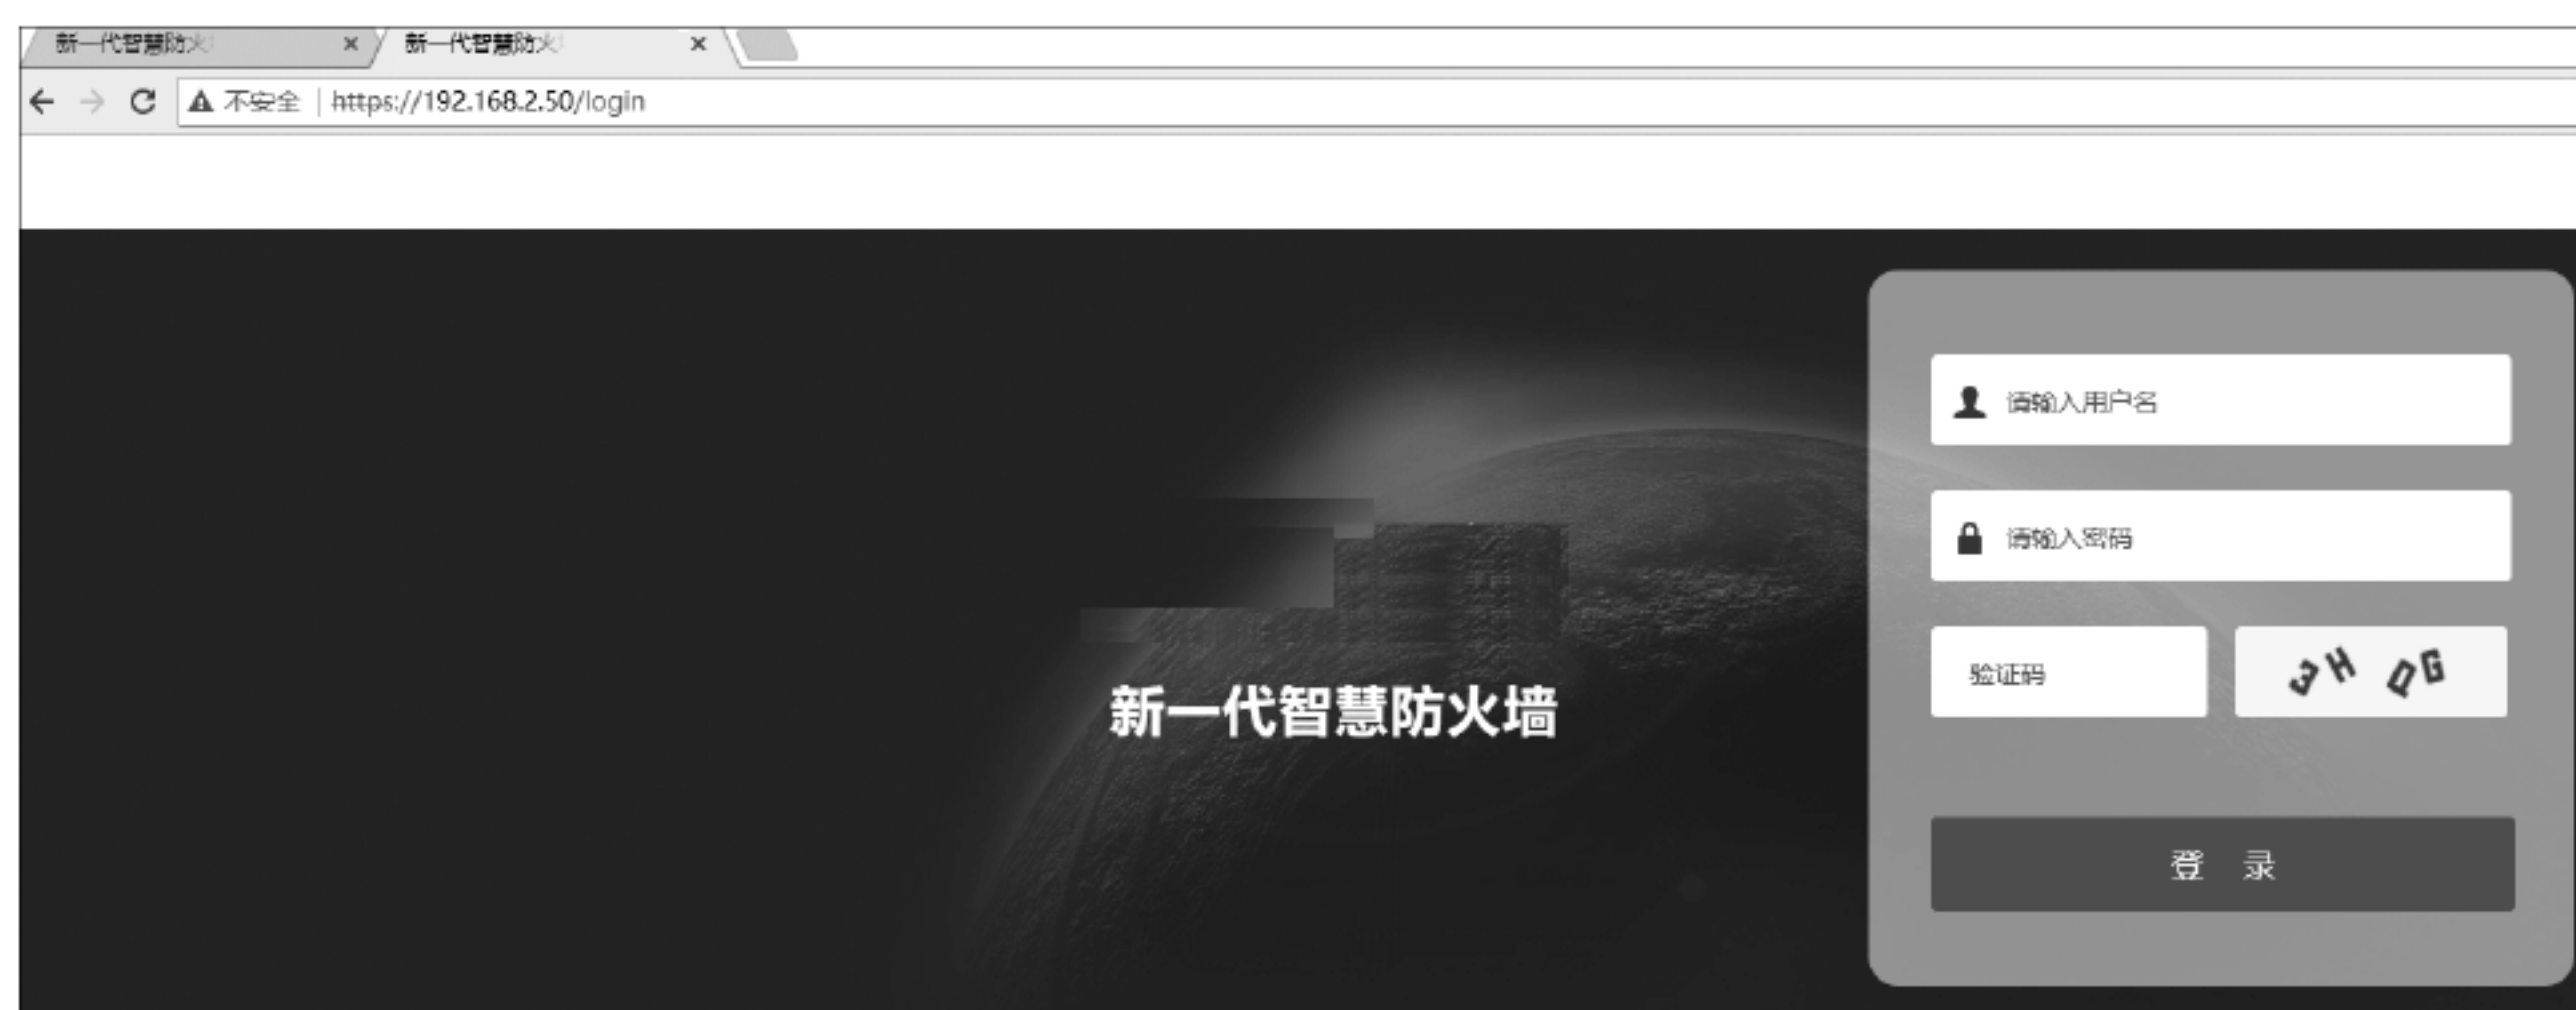 新一代智慧防火 新一代智慧防火
不安全 https://192.168.2.50/login
请输入用户名
请输入密码
验证码 3H QG
新一代智慧防火墙
登 录